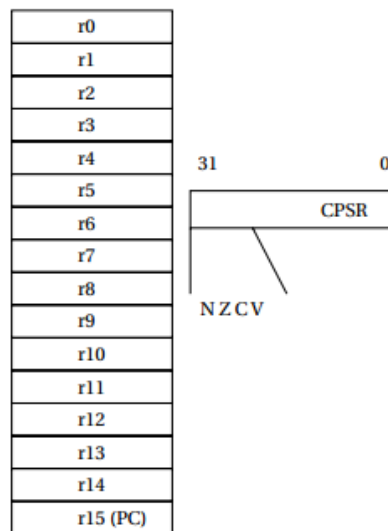 r0
r1
r2
r3
r4
r5
r6
r7
r8
r9
r10
r11
r12
r13
r14
r15 (PC)
31 0
CPSR
N Z C V